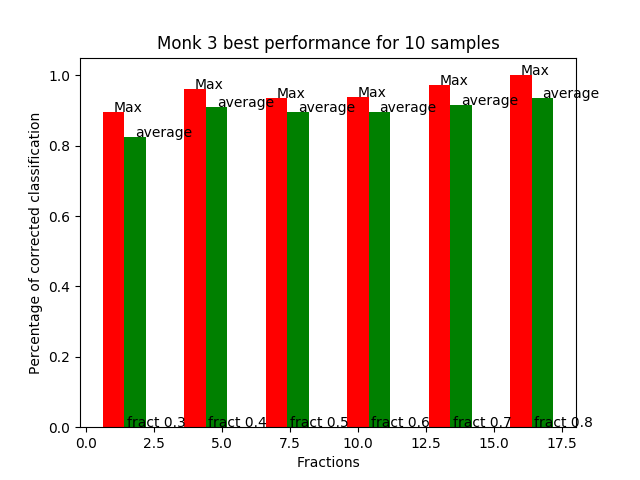 Monk 3 best performance for 10 samples
Percentage of corrected classification
1.0
0.8
0.6
0.4
0.2
0.0
Max
average
Max
average
Max
average
Max
average
Max
average
Max
average
fract 0.3
fract 0.4
fract 0.5
fract 0.6
fract 0.7
fract 0.8
0.0 2.5 5.0 7.5 10.0 12.5 15.0 17.5
Fractions